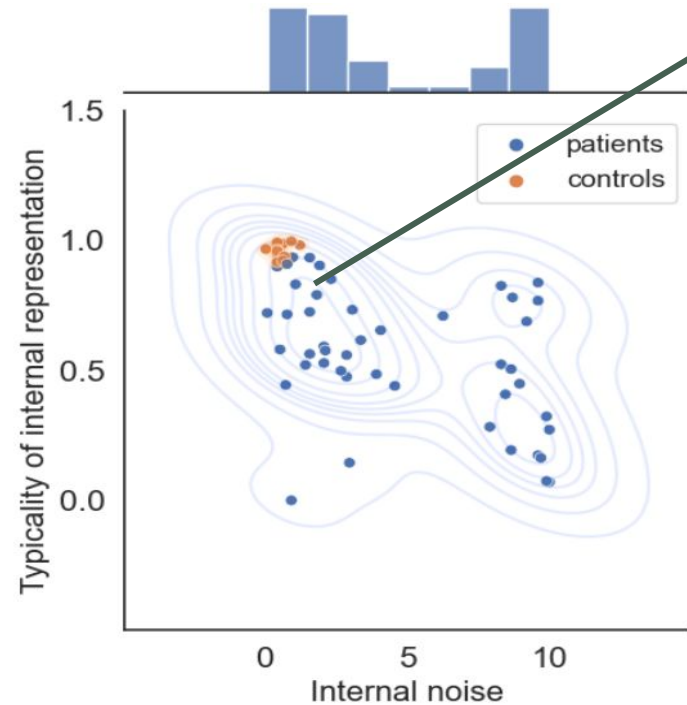 1.5
patients
controls
1.0
0.5
0.0
Typicality of internal representation
0
5
10
Internal noise